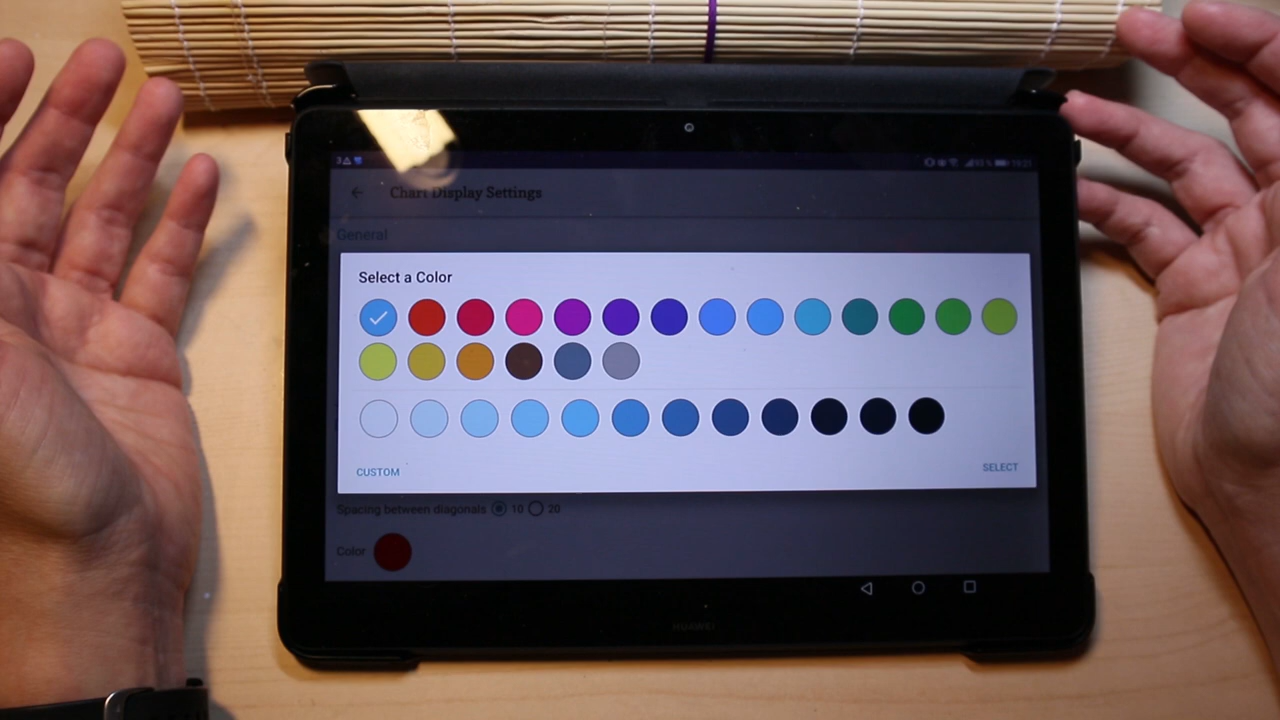 Chart Display Settings
General
Select a Color
CUSTOM
SELECT
Spacing between diagonals 10 20
Color
HUAWEI